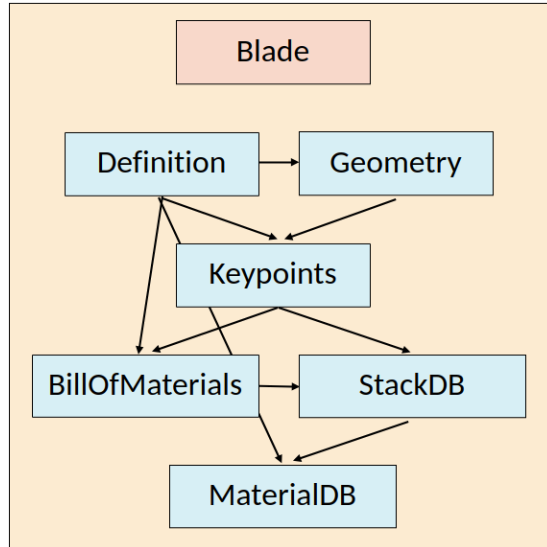 Blade
Definition
Geometry
Keypoints
BillOfMaterials
StackDB
MaterialDB